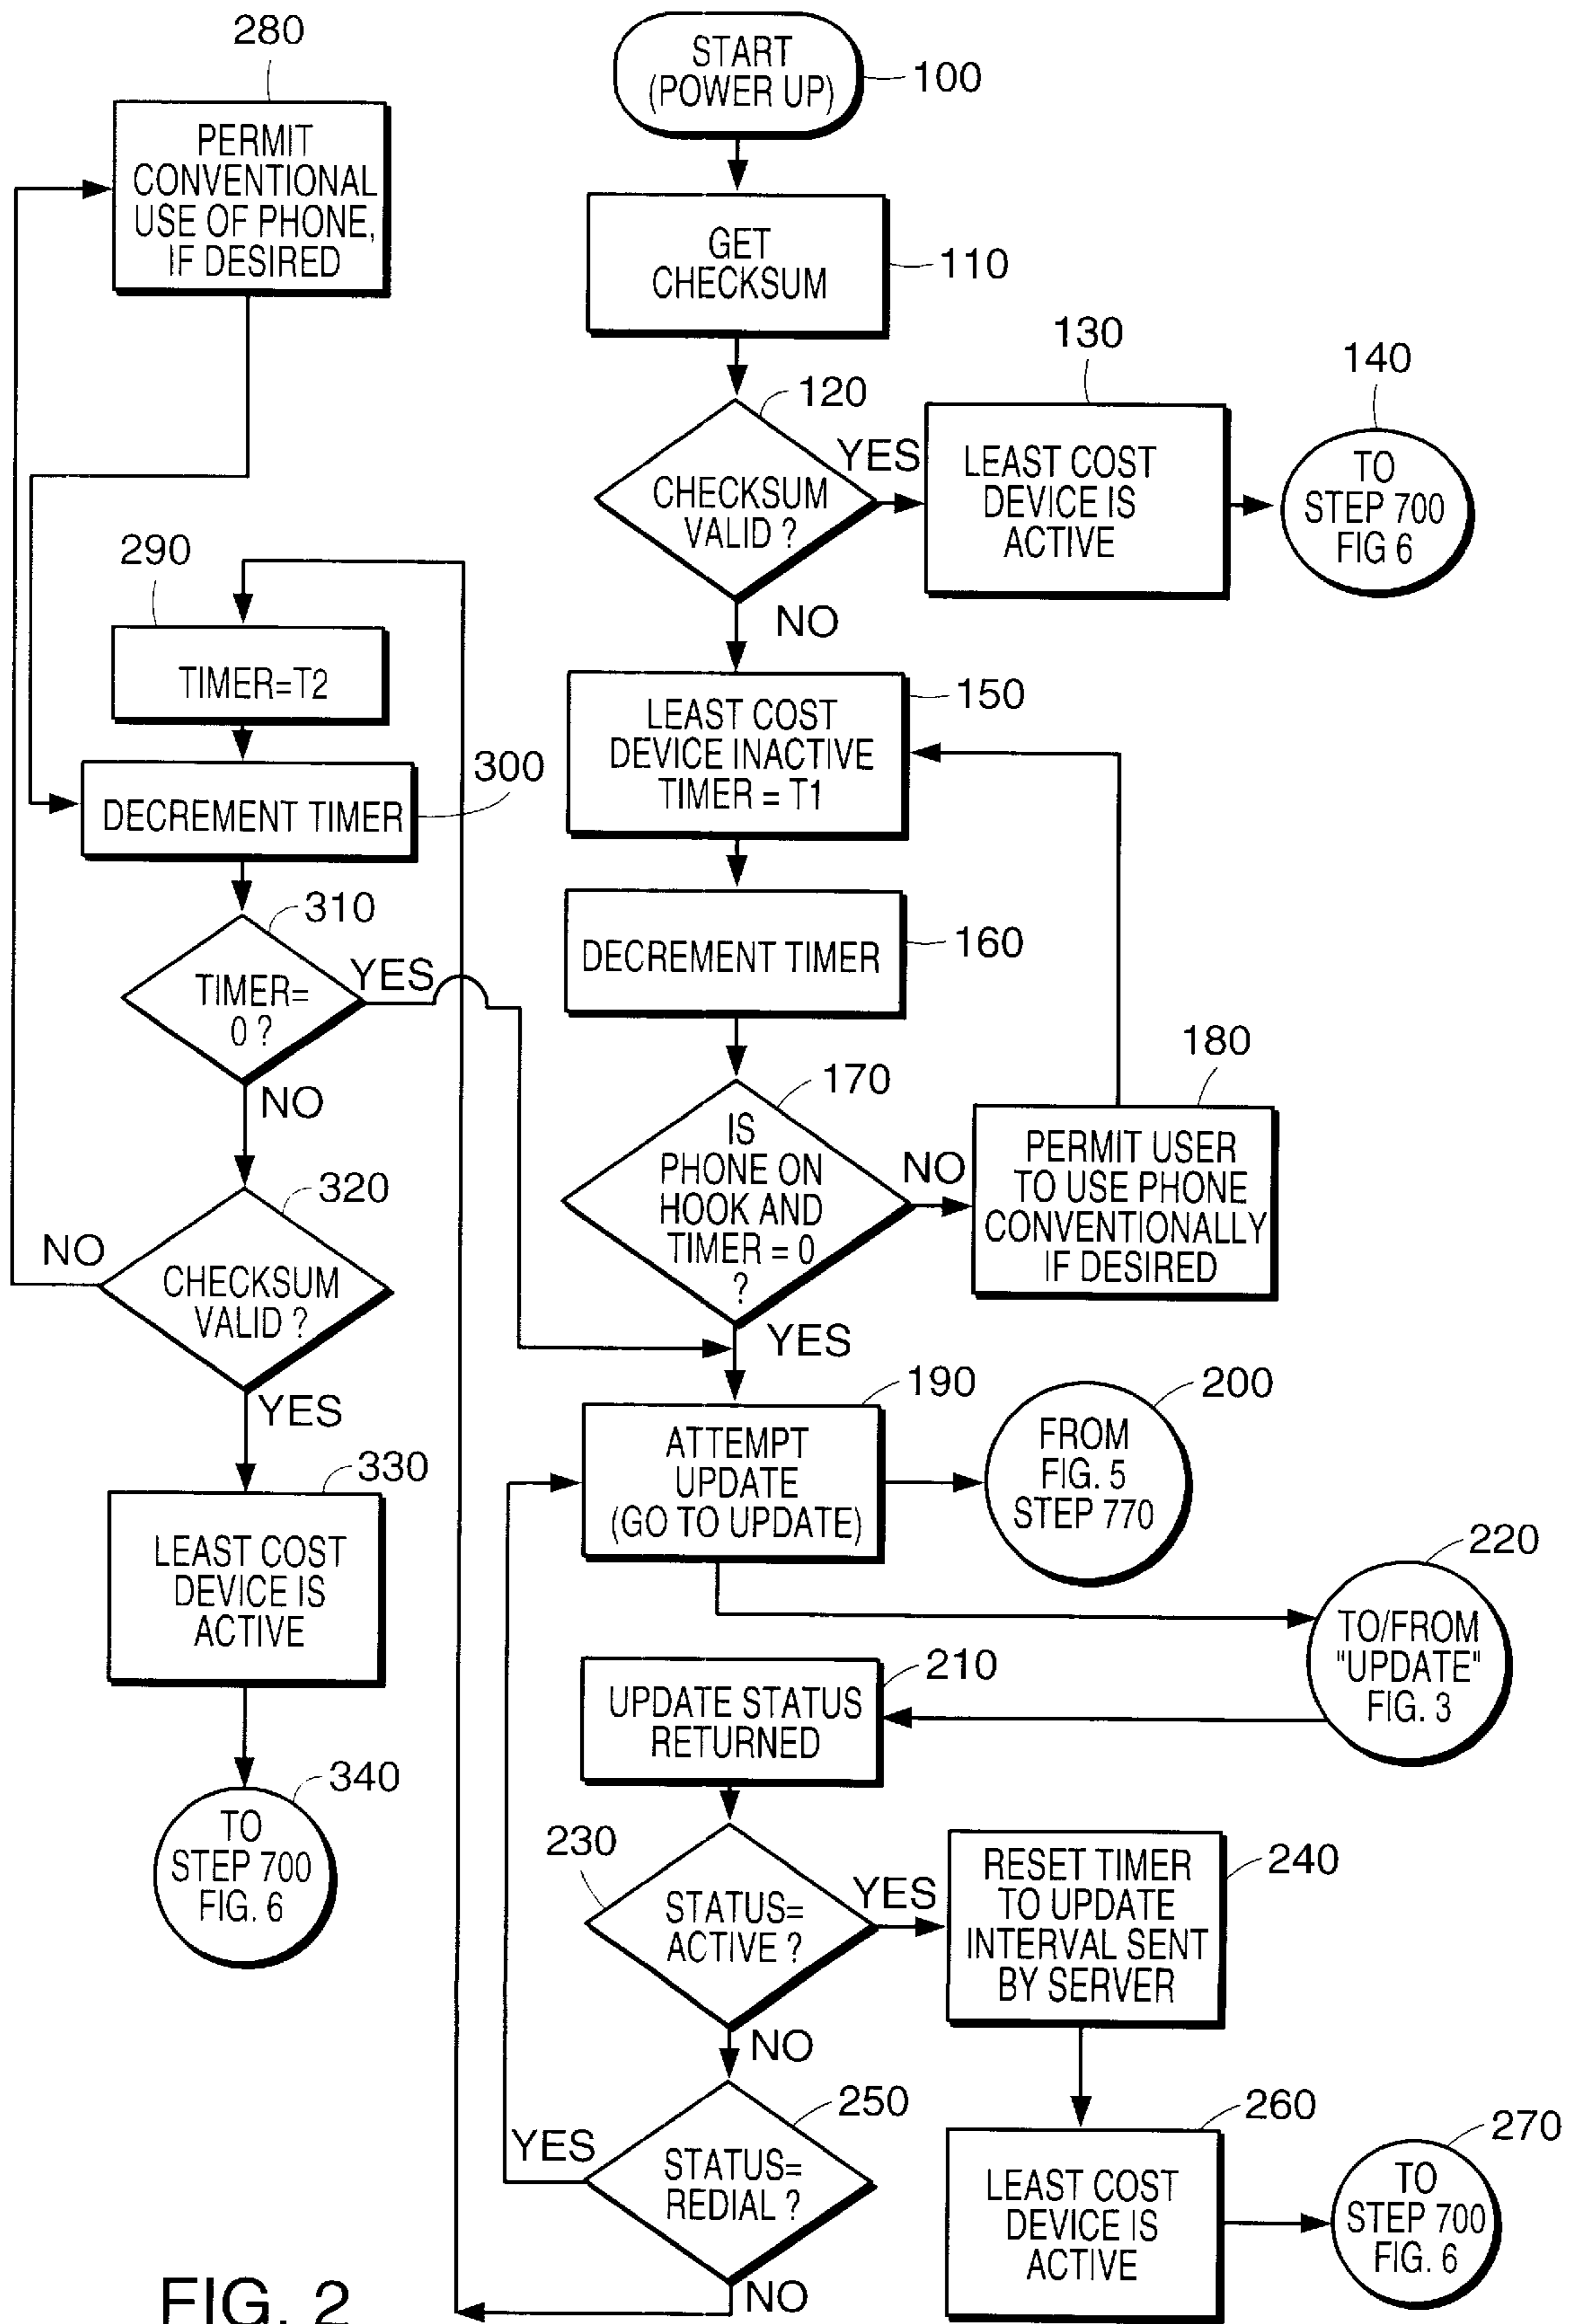 280
START
(POWER UP)
100
PERMIT
CONVENTIONAL
USE OF PHONE,
IF DESIRED
GET
CHECKSUM
110
120
CHECKSUM
VALID ?
YES
NO
130
LEAST COST
DEVICE IS
ACTIVE
140
TO
STEP 700
FIG 6
290
TIMER=T2
300
DECREMENT TIMER
150
LEAST COST
DEVICE INACTIVE
TIMER = T1
160
DECREMENT TIMER
310
TIMER=
0 ?
YES
NO
170
IS
PHONE ON
HOOK AND
TIMER = 0
?
NO
YES
180
PERMIT USER
TO USE PHONE
CONVENTIONALLY
IF DESIRED
320
CHECKSUM
VALID ?
NO
YES
190
ATTEMPT
UPDATE
(GO TO UPDATE)
200
FROM
FIG. 5
STEP 770
330
LEAST COST
DEVICE IS
ACTIVE
220
TO/FROM
"UPDATE"
FIG. 3
210
UPDATE STATUS
RETURNED
340
TO
STEP 700
FIG. 6
230
STATUS=
ACTIVE ?
YES
NO
240
RESET TIMER
TO UPDATE
INTERVAL SENT
BY SERVER
250
STATUS=
REDIAL ?
YES
NO
260
LEAST COST
DEVICE IS
ACTIVE
270
TO
STEP 700
FIG. 6
FIG. 2